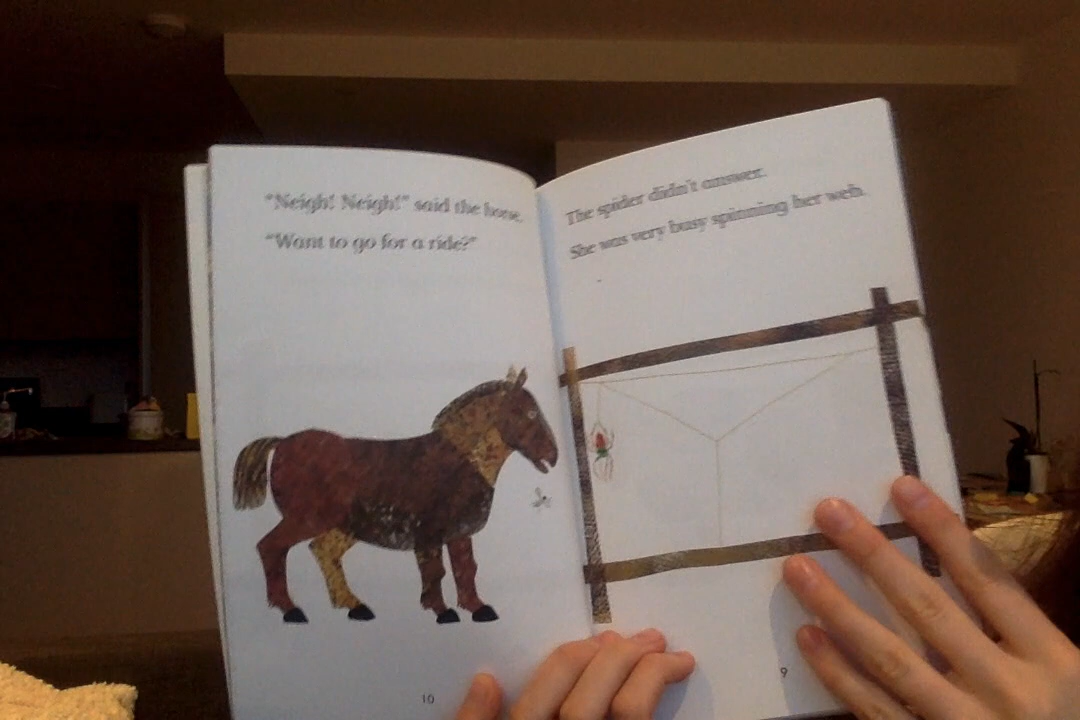 "Neigh! Neigh!" said the horse.
"Want to go for a ride?"
10
The spider didn't answer.
She was very busy spinning her web.
9